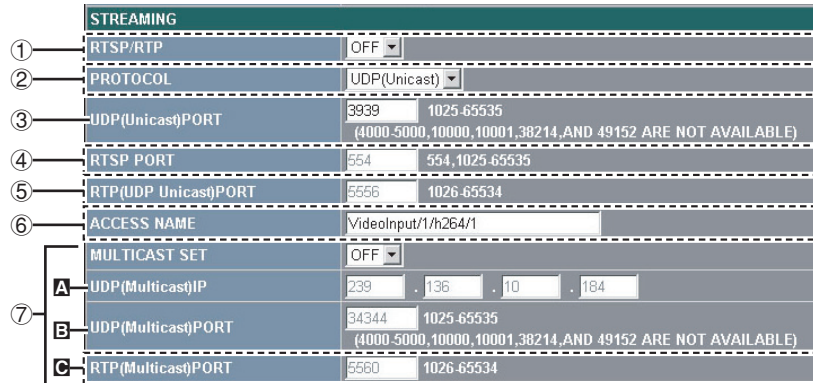 STREAMING
① RTSP/RTP OFF
② PROTOCOL UDP(Unicast)
③ UDP(Unicast)PORT 3939 1025-65535
(4000-5000,10000,10001,38214,AND 49152 ARE NOT AVAILABLE)
④ RTSP PORT 554 554,1025-65535
⑤ RTP(UDP Unicast)PORT 5556 1026-65534
⑥ ACCESS NAME VideoInput/1/h264/1
⑦ MULTICAST SET OFF
A UDP(Multicast)IP 239 . 136 . 10 . 184
B UDP(Multicast)PORT 34344 1025-65535
(4000-5000,10000,10001,38214,AND 49152 ARE NOT AVAILABLE)
C RTP(Multicast)PORT 5560 1026-65534